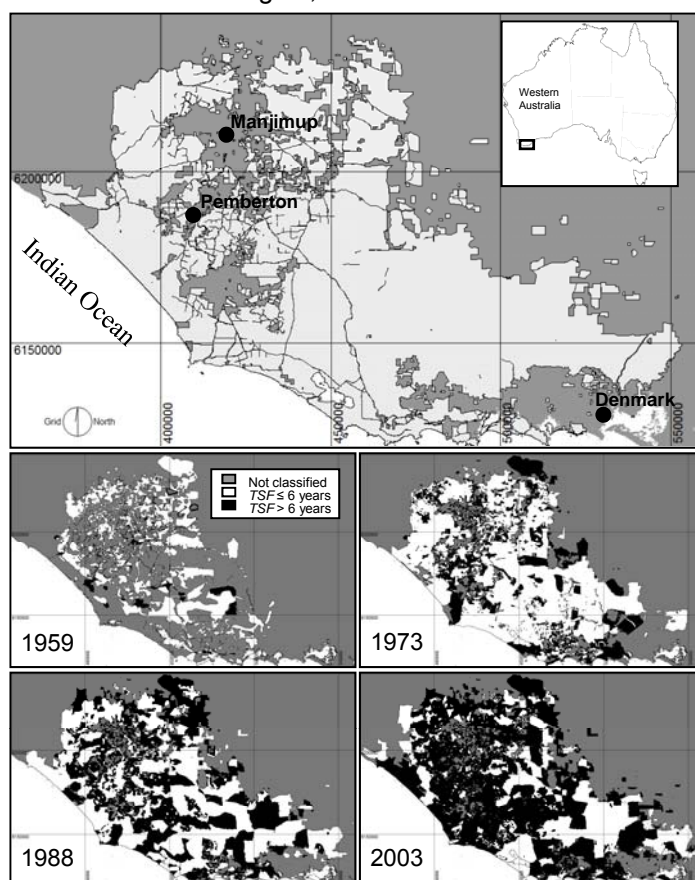 Western
Australia
Manjimup
6200000
Pemberton
Indian Ocean
6150000
Denmark
Grid North
400000
450000
500000
550000
Not classified
TSF ≤ 6 years
TSF > 6 years
1959
1973
1988
2003